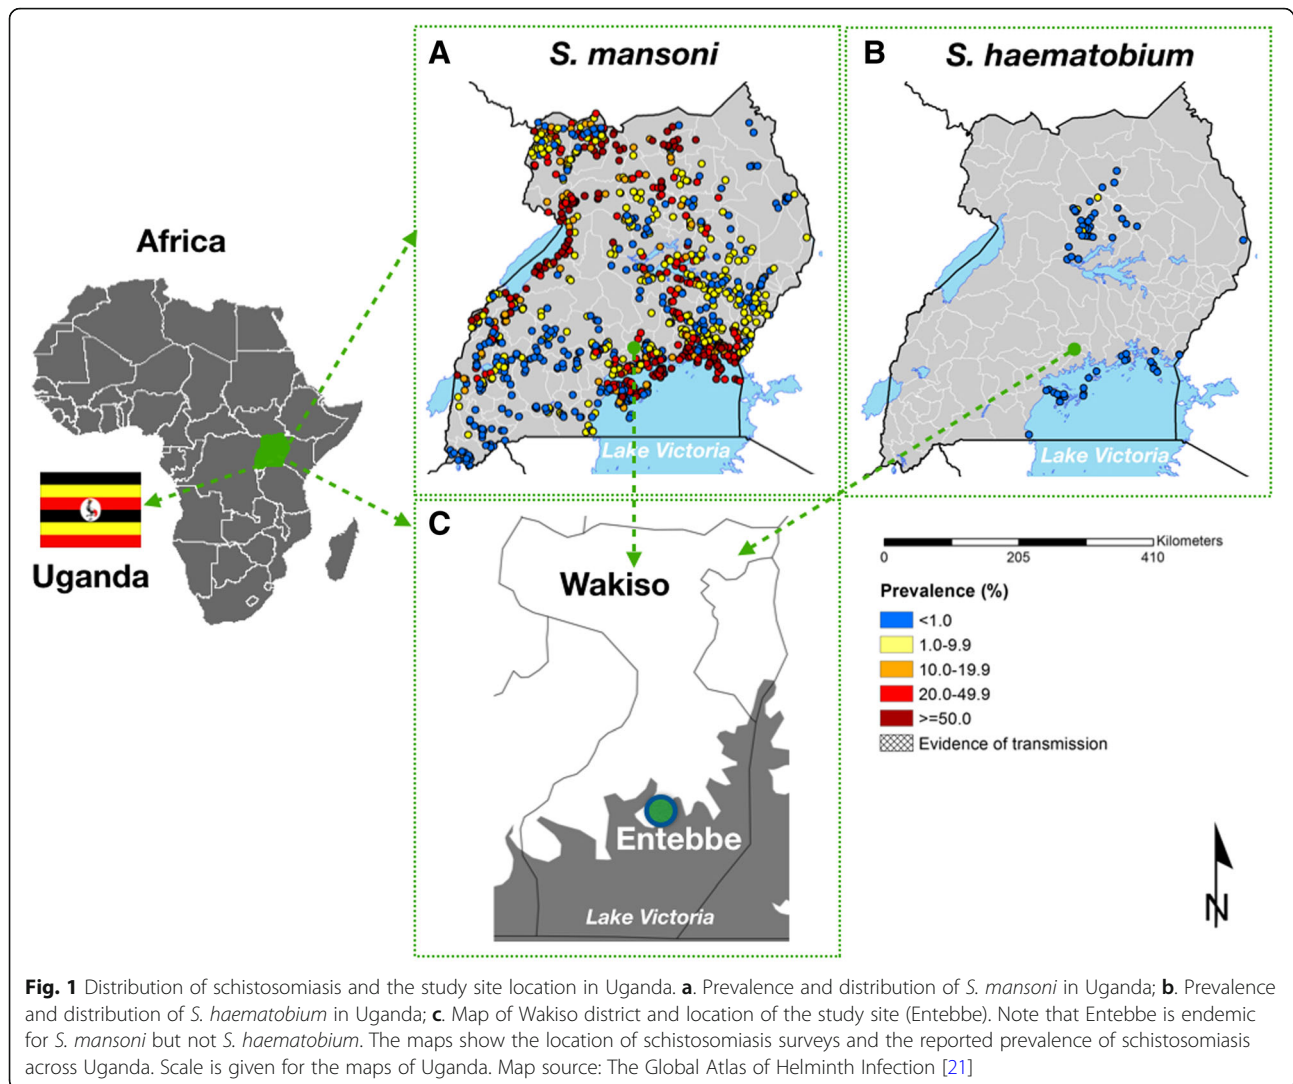 A
S. mansoni
B
S. haematobium
Africa
Uganda
Lake Victoria
Lake Victoria
C
Wakiso
Entebbe
Lake Victoria
Kilometers
0 205 410
Prevalence (%)
<1.0
1.0-9.9
10.0-19.9
20.0-49.9
>=50.0
Evidence of transmission
N
Fig. 1 Distribution of schistosomiasis and the study site location in Uganda. a. Prevalence and distribution of S. mansoni in Uganda; b. Prevalence
and distribution of S. haematobium in Uganda; c. Map of Wakiso district and location of the study site (Entebbe). Note that Entebbe is endemic
for S. mansoni but not S. haematobium. The maps show the location of schistosomiasis surveys and the reported prevalence of schistosomiasis
across Uganda. Scale is given for the maps of Uganda. Map source: The Global Atlas of Helminth Infection [21]